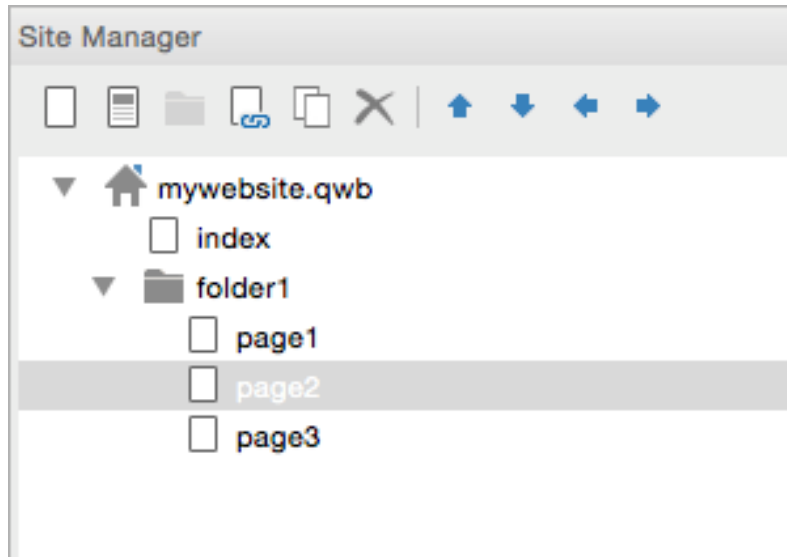 Site Manager
mywebsite.qwb
index
folder1
page1
page2
page3